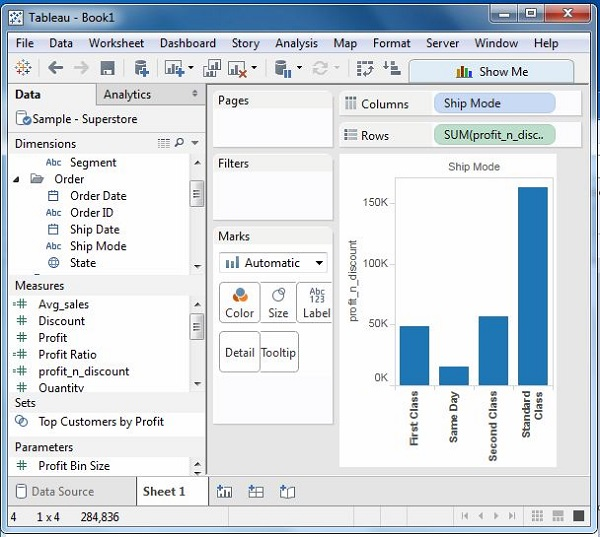 Tableau - Book1
File Data Worksheet Dashboard Story Analysis Map Format Server Window Help
Show Me
Data Analytics
Sample - Superstore
Dimensions
Abc Segment
Order
Order Date
Abc Order ID
Ship Date
Abc Ship Mode
State
Measures
Avg_sales
Discount
Profit
Profit Ratio
profit_n_discount
Quantity
Sets
Top Customers by Profit
Parameters
Profit Bin Size
Pages
Filters
Marks
Automatic
Abc
123
Color Size Label
Detail Tooltip
Columns Ship Mode
Rows SUM(profit_n_disc..
Ship Mode
150K
100K
50K
0K
profit_n_discount
First Class
Same Day
Second Class
Standard
Class
Data Source Sheet 1
4 1 x 4 284,836